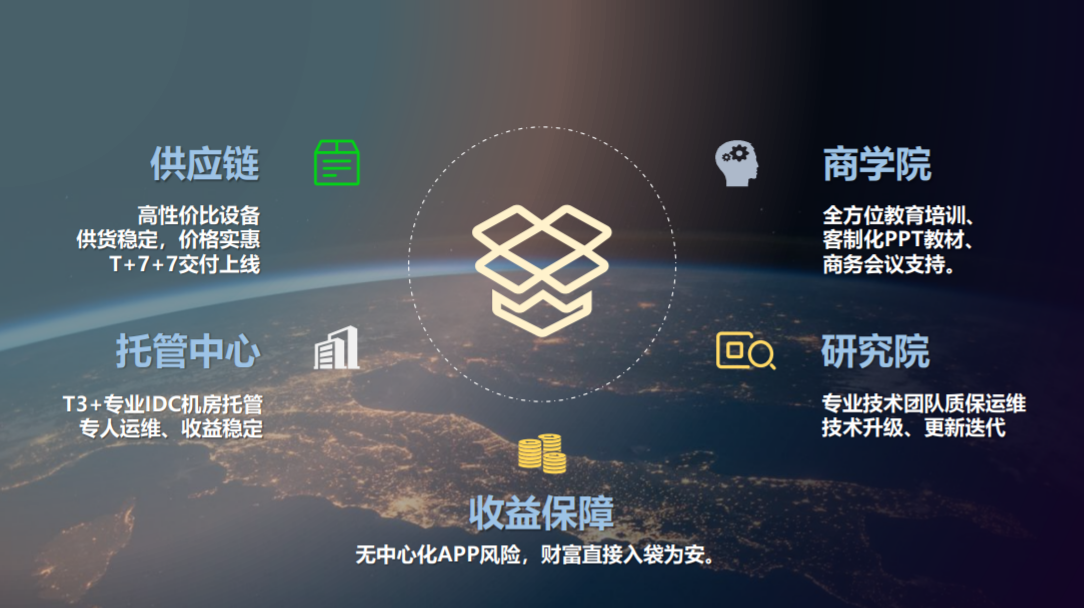 供应链
高性价比设备
供货稳定，价格实惠
T+7+7交付上线
商学院
全方位教育培训、
客制化PPT教材、
商务会议支持。
托管中心
T3+专业IDC机房托管
专人运维、收益稳定
研究院
专业技术团队质保运维
技术升级、更新迭代
收益保障
无中心化APP风险，财富直接入袋为安。